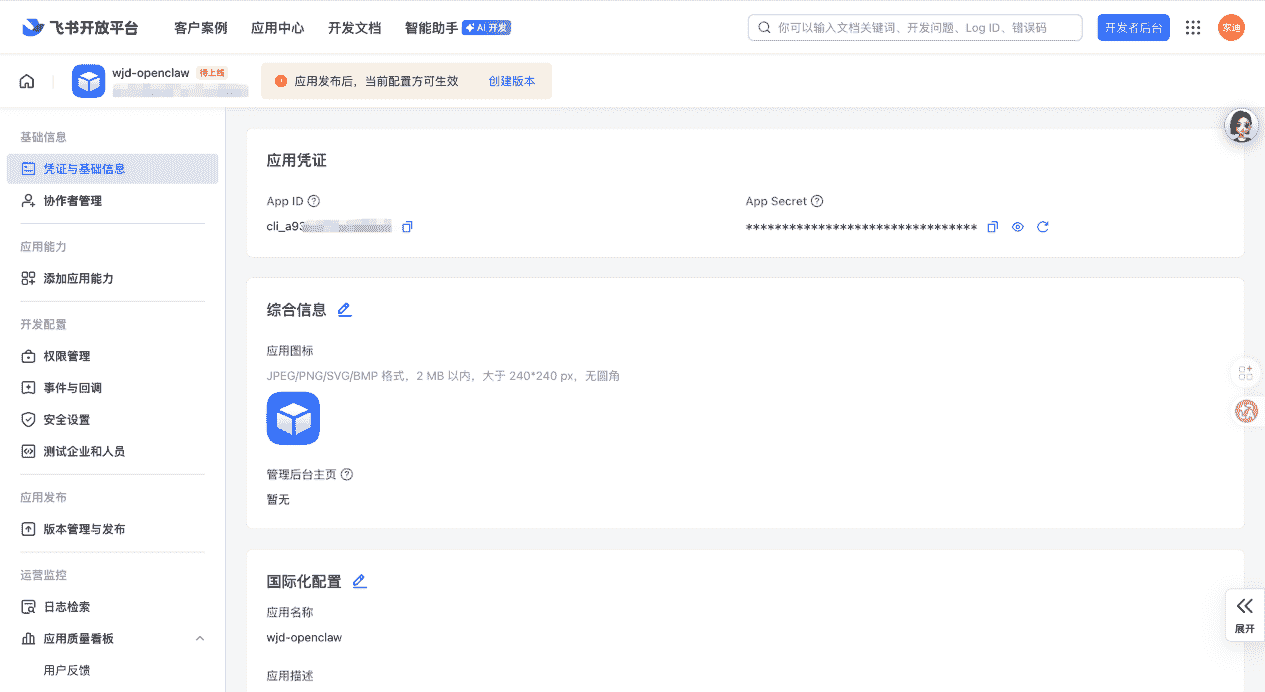 飞书开放平台 客户案例 应用中心 开发文档 智能助手 AI 开发 你可以输入文档关键词、开发问题、Log ID、错误码 开发者后台 家迪
wjd-openclaw 待上线 应用发布后，当前配置方可生效 创建版本
基础信息
凭证与基础信息
协作者管理
应用能力
添加应用能力
开发配置
权限管理
事件与回调
安全设置
测试企业和人员
应用发布
版本管理与发布
运营监控
日志检索
应用质量看板
用户反馈
应用凭证
App ID App Secret
cli_a93 ********************************
综合信息
应用图标
JPEG/PNG/SVG/BMP 格式，2 MB 以内，大于 240*240 px，无圆角
管理后台主页
暂无
国际化配置
应用名称
wjd-openclaw
应用描述
展开